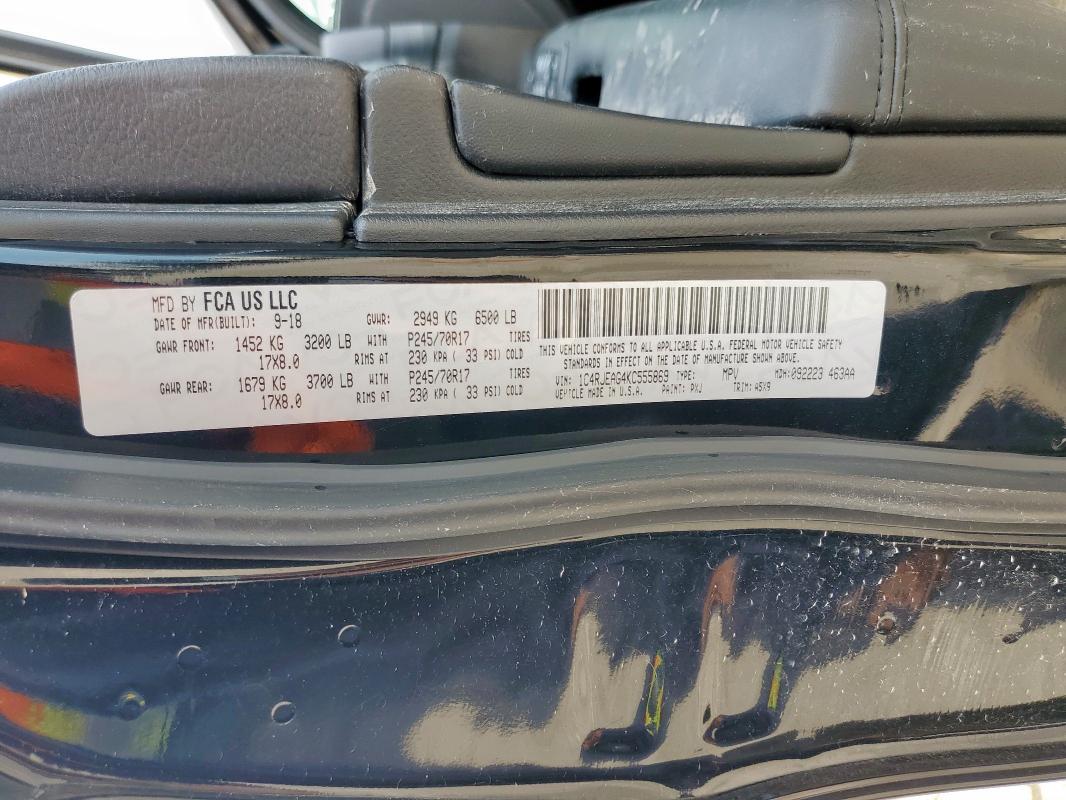 MFD BY FCA US LLC
DATE OF MFR(BUILT): 9-18 GVWR: 2949 KG 6500 LB
GAWR FRONT: 1452 KG 3200 LB WITH P245/70R17 TIRES
17X8.0 RIMS AT 230 KPA ( 33 PSI) COLD
GAWR REAR: 1679 KG 3700 LB WITH P245/70R17 TIRES
17X8.0 RIMS AT 230 KPA ( 33 PSI) COLD
THIS VEHICLE CONFORMS TO ALL APPLICABLE U.S.A. FEDERAL MOTOR VEHICLE SAFETY
STANDARDS IN EFFECT ON THE DATE OF MANUFACTURE SHOWN ABOVE.
VIN: 1C4RJEAG4KC555869 TYPE: MPV MDH: 092223 463AA
VEHICLE MADE IN U.S.A. PAINT: PXJ TRIM: A5X9